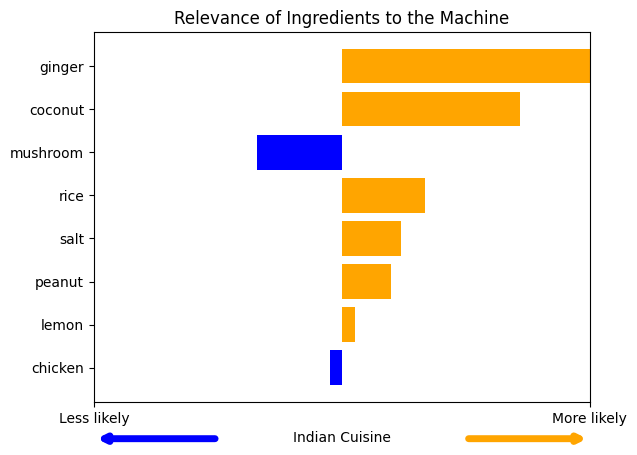 Relevance of Ingredients to the Machine
ginger
coconut
mushroom
rice
salt
peanut
lemon
chicken
Less likely
More likely
Indian Cuisine